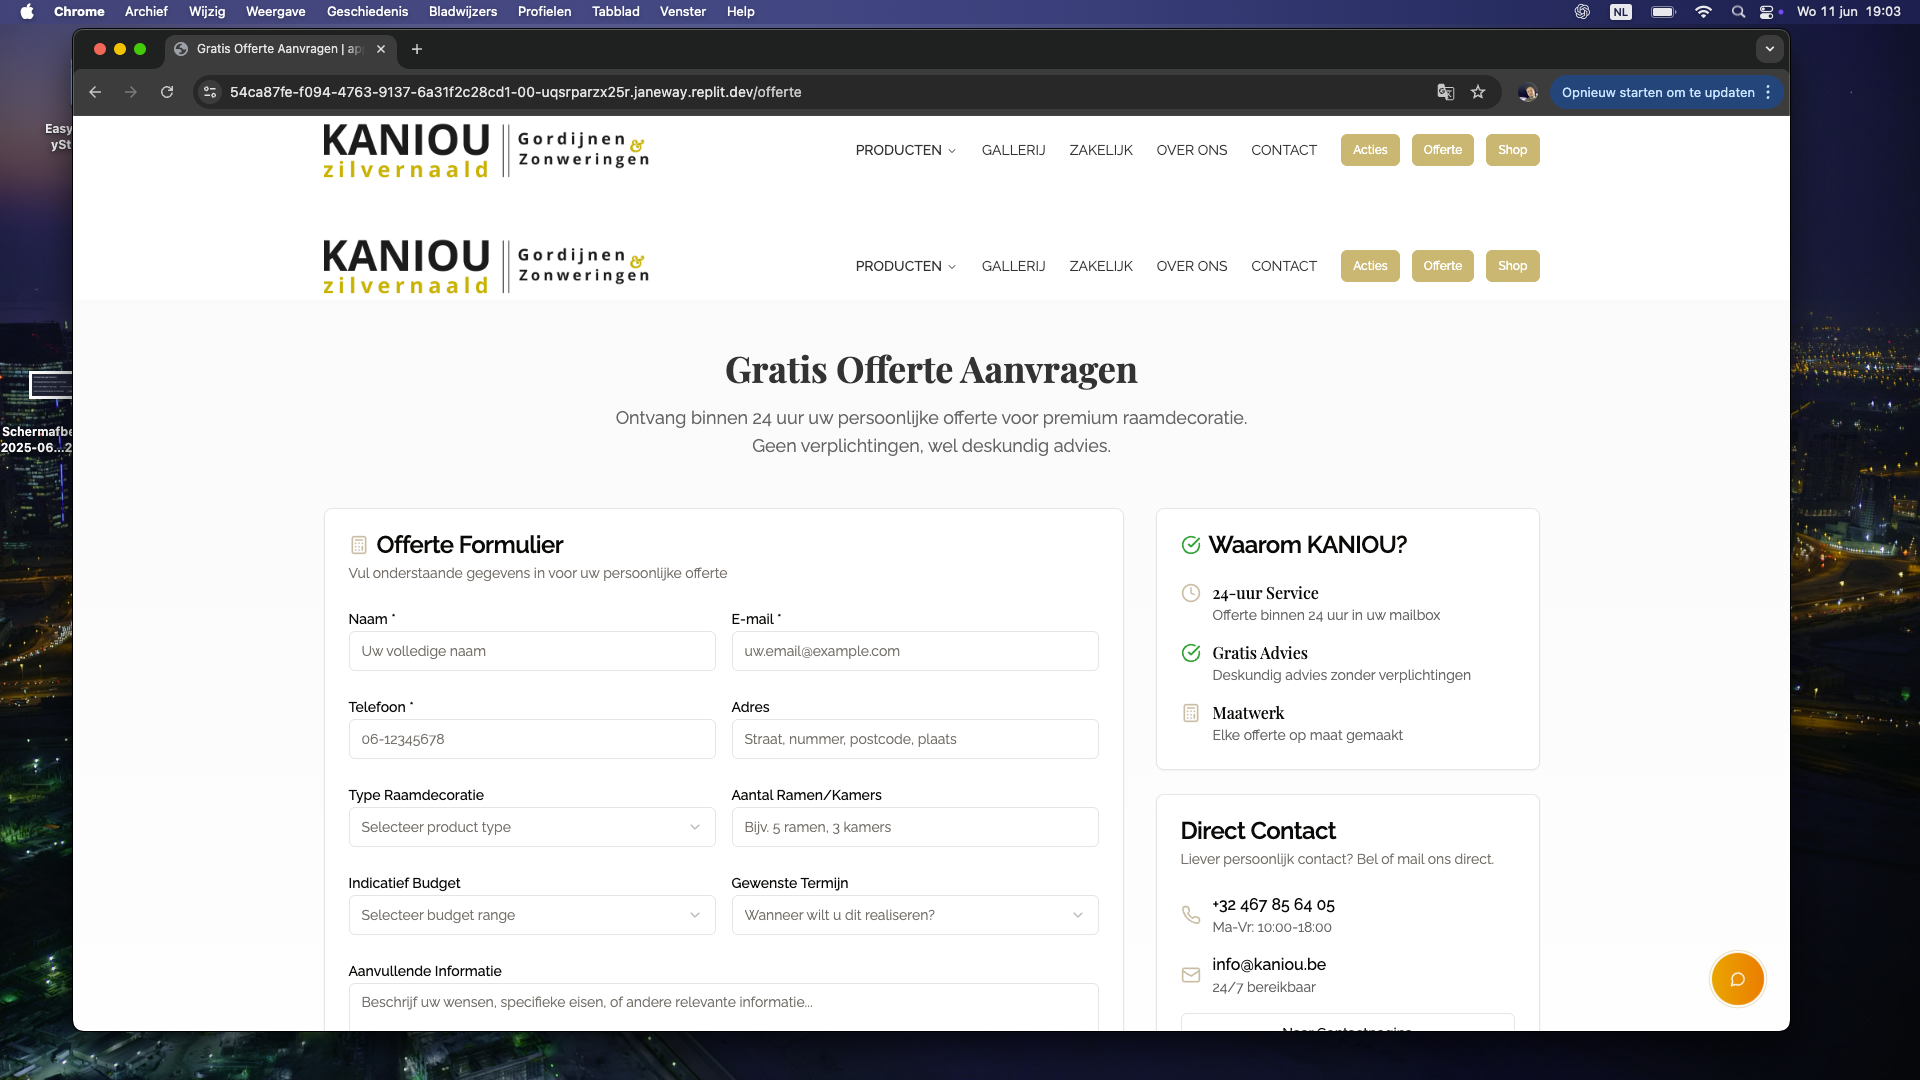 Chrome Archief Wijzig Weergave Geschiedenis Bladwijzers Profielen Tabblad Venster Help NL Wo 11 jun 19:03
Gratis Offerte Aanvragen | ap
54ca87fe-f094-4763-9137-6a31f2c28cd1-00-uqsrparzx25r.janeway.replit.dev/offerte Opnieuw starten om te updaten
Easy
ySt
Schermafbe
2025-06...2
KANIOU
zilvernaald
Gordijnen &
Zonweringen
PRODUCTEN GALLERIJ ZAKELIJK OVER ONS CONTACT Acties Offerte Shop
KANIOU
zilvernaald
Gordijnen &
Zonweringen
PRODUCTEN GALLERIJ ZAKELIJK OVER ONS CONTACT Acties Offerte Shop
Gratis Offerte Aanvragen
Ontvang binnen 24 uur uw persoonlijke offerte voor premium raamdecoratie.
Geen verplichtingen, wel deskundig advies.
Offerte Formulier
Vul onderstaande gegevens in voor uw persoonlijke offerte
Naam *
Uw volledige naam
E-mail *
uw.email@example.com
Telefoon *
06-12345678
Adres
Straat, nummer, postcode, plaats
Type Raamdecoratie
Selecteer product type
Aantal Ramen/Kamers
Bijv. 5 ramen, 3 kamers
Indicatief Budget
Selecteer budget range
Gewenste Termijn
Wanneer wilt u dit realiseren?
Aanvullende Informatie
Beschrijf uw wensen, specifieke eisen, of andere relevante informatie...
Waarom KANIOU?
24-uur Service
Offerte binnen 24 uur in uw mailbox
Gratis Advies
Deskundig advies zonder verplichtingen
Maatwerk
Elke offerte op maat gemaakt
Direct Contact
Liever persoonlijk contact? Bel of mail ons direct.
+32 467 85 64 05
Ma-Vr: 10:00-18:00
info@kaniou.be
24/7 bereikbaar
Naar Contactpagina